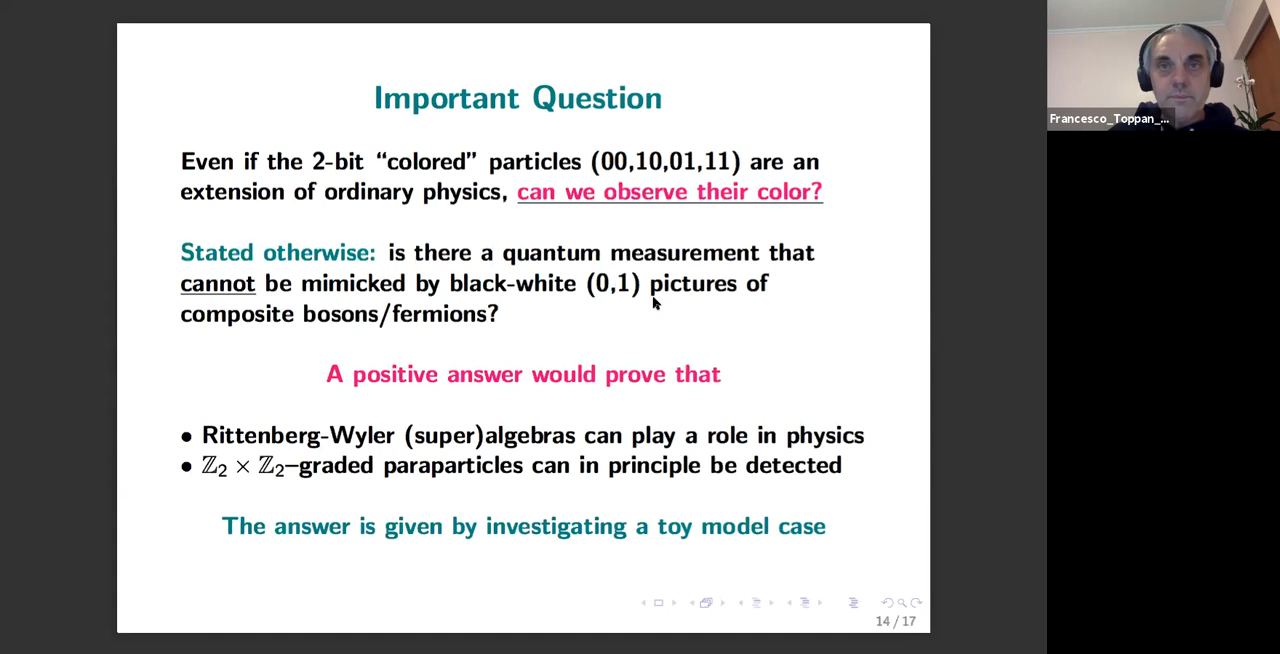 Important Question
Even if the 2-bit “colored” particles (00,10,01,11) are an
extension of ordinary physics, can we observe their color?
Stated otherwise: is there a quantum measurement that
cannot be mimicked by black-white (0,1) pictures of
composite bosons/fermions?
A positive answer would prove that
• Rittenberg-Wyler (super)algebras can play a role in physics
• ℤ₂ × ℤ₂–graded paraparticles can in principle be detected
The answer is given by investigating a toy model case
14 / 17
Francesco_Toppan_...